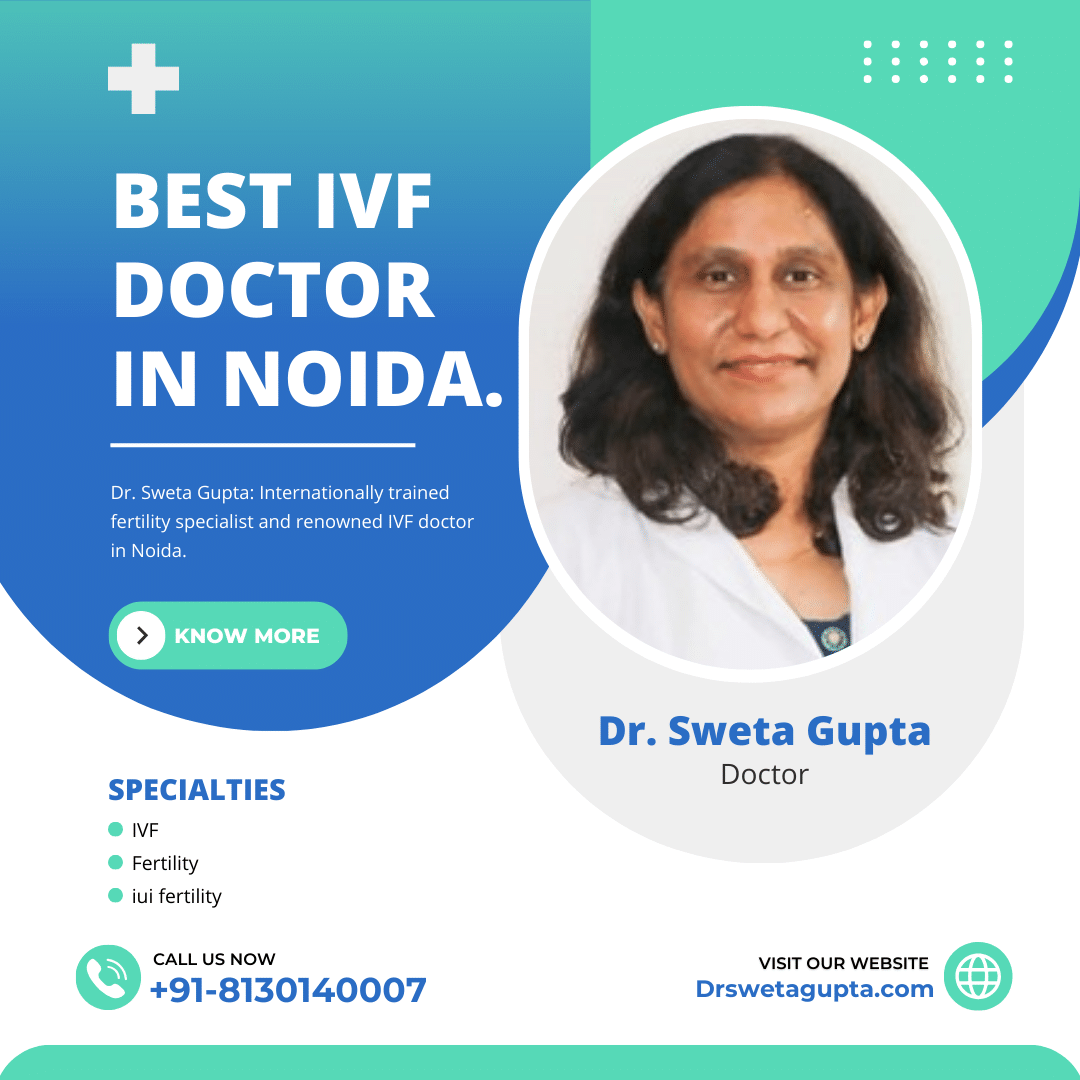 BEST IVF
DOCTOR
IN NOIDA.
Dr. Sweta Gupta: Internationally trained
fertility specialist and renowned IVF doctor
in Noida.
KNOW MORE
Dr. Sweta Gupta
Doctor
SPECIALTIES
IVF
Fertility
iui fertility
CALL US NOW
+91-8130140007
VISIT OUR WEBSITE
Drswetagupta.com